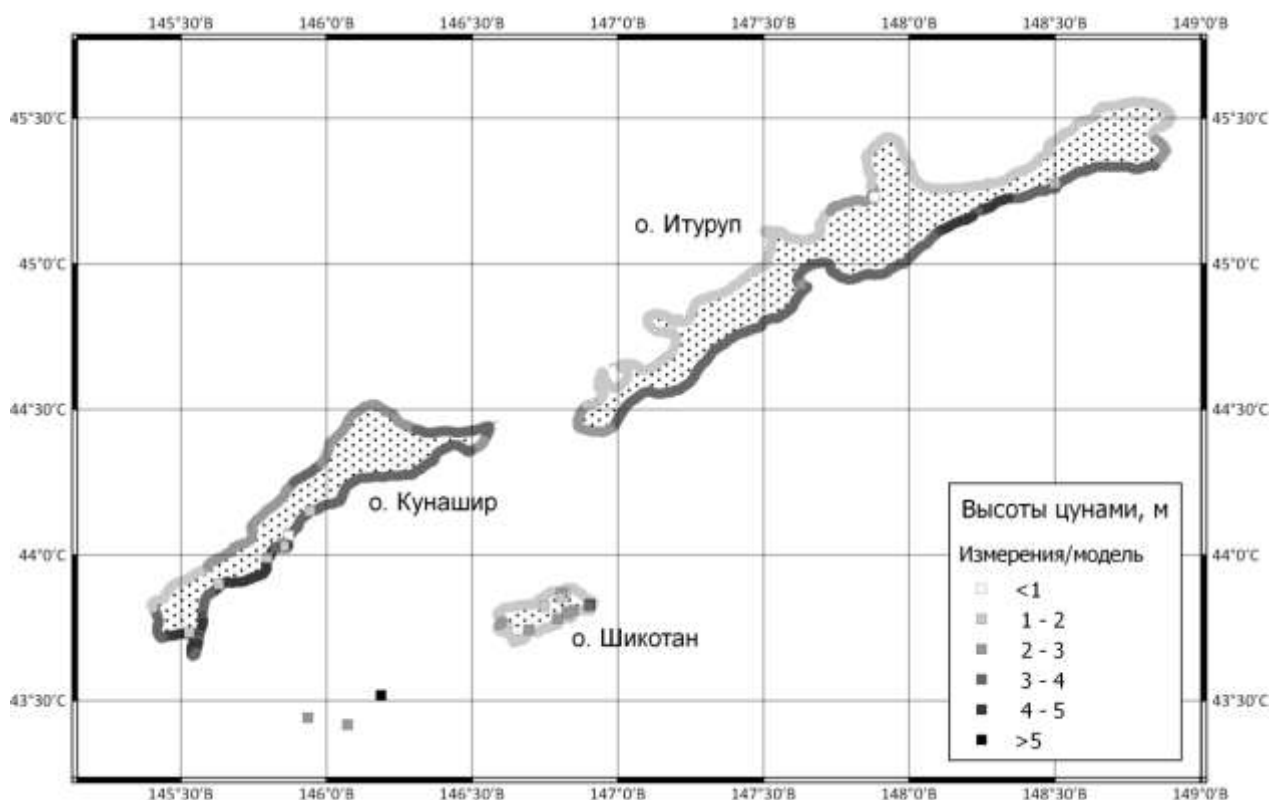 145°30'В 146°0'В 146°30'В 147°0'В 147°30'В 148°0'В 148°30'В 149°0'В
45°30'С 45°30'С
о. Итуруп
45°0'С 45°0'С
44°30'С 44°30'С
о. Кунашир
Высоты цунами, м
Измерения/модель
<1
44°0'С 44°0'С
1 - 2
о. Шикотан
2 - 3
3 - 4
43°30'С 43°30'С
4 - 5
>5
145°30'В 146°0'В 146°30'В 147°0'В 147°30'В 148°0'В 148°30'В 149°0'В